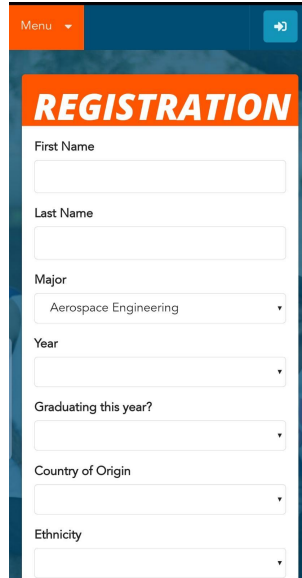 Menu
REGISTRATION
First Name
Last Name
Major
Aerospace Engineering
Year
Graduating this year?
Country of Origin
Ethnicity